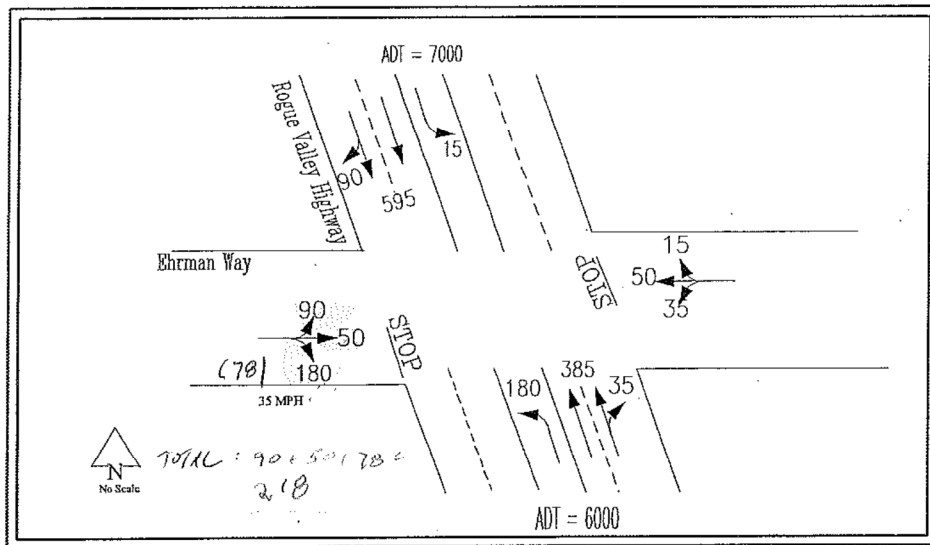 ADT = 7000
Rogue Valley Highway
15
90
595
Ehrman Way
15
50
35
STOP
90
50
180
STOP
(78)
35 MPH
180
385
35
N
No Scale
TOTAL : 90 + 50 + 78 =
218
ADT = 6000